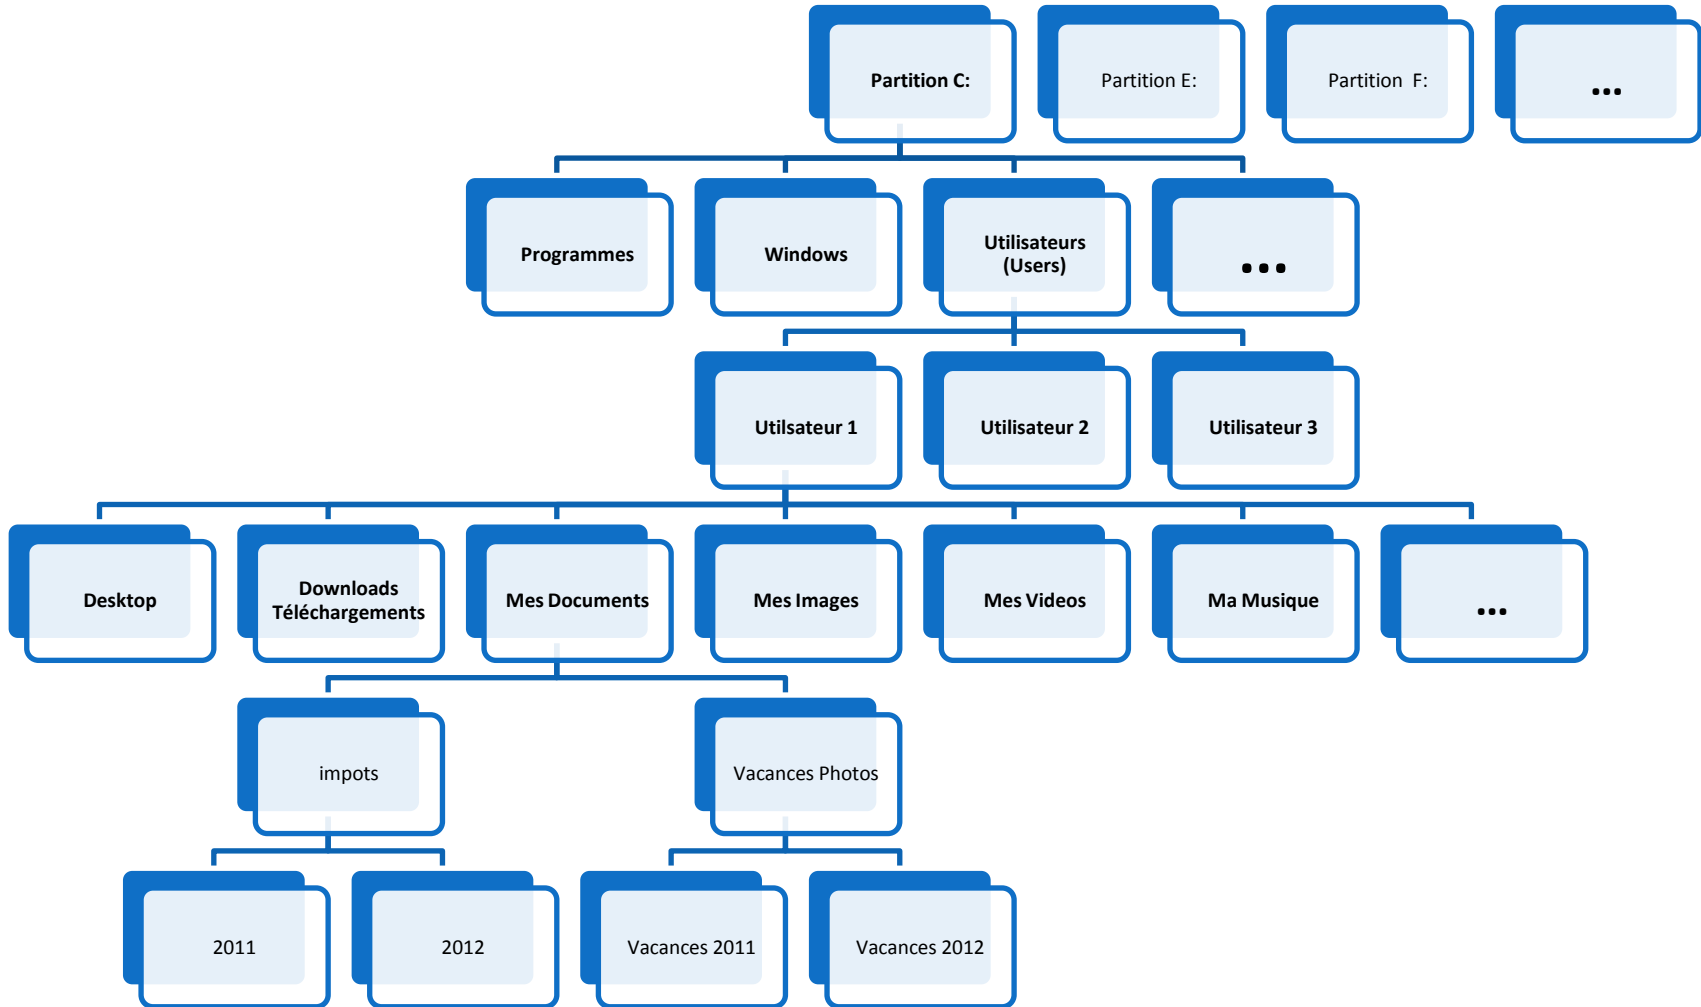 Partition C:
Partition E:
Partition  F:
...
Programmes
Windows
Utilisateurs
(Users)
...
Utilsateur 1
Utilisateur 2
Utilisateur 3
Desktop
Downloads
Téléchargements
Mes Documents
Mes Images
Mes Videos
Ma Musique
...
impots
Vacances Photos
2011
2012
Vacances 2011
Vacances 2012